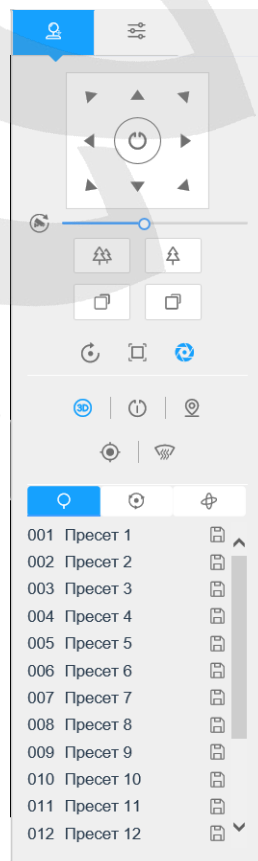 3D
001 Пресет 1
002 Пресет 2
003 Пресет 3
004 Пресет 4
005 Пресет 5
006 Пресет 6
007 Пресет 7
008 Пресет 8
009 Пресет 9
010 Пресет 10
011 Пресет 11
012 Пресет 12